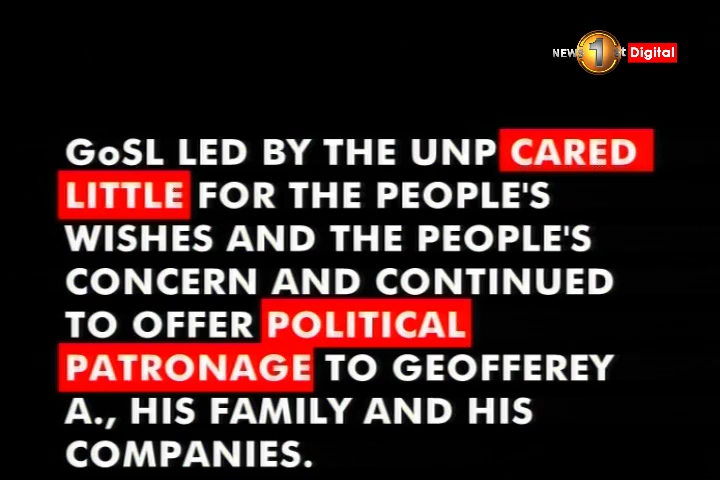 NEWS 1st Digital
GoSL LED BY THE UNP CARED
LITTLE FOR THE PEOPLE'S
WISHES AND THE PEOPLE'S
CONCERN AND CONTINUED
TO OFFER POLITICAL
PATRONAGE TO GEOFFEREY
A., HIS FAMILY AND HIS
COMPANIES.